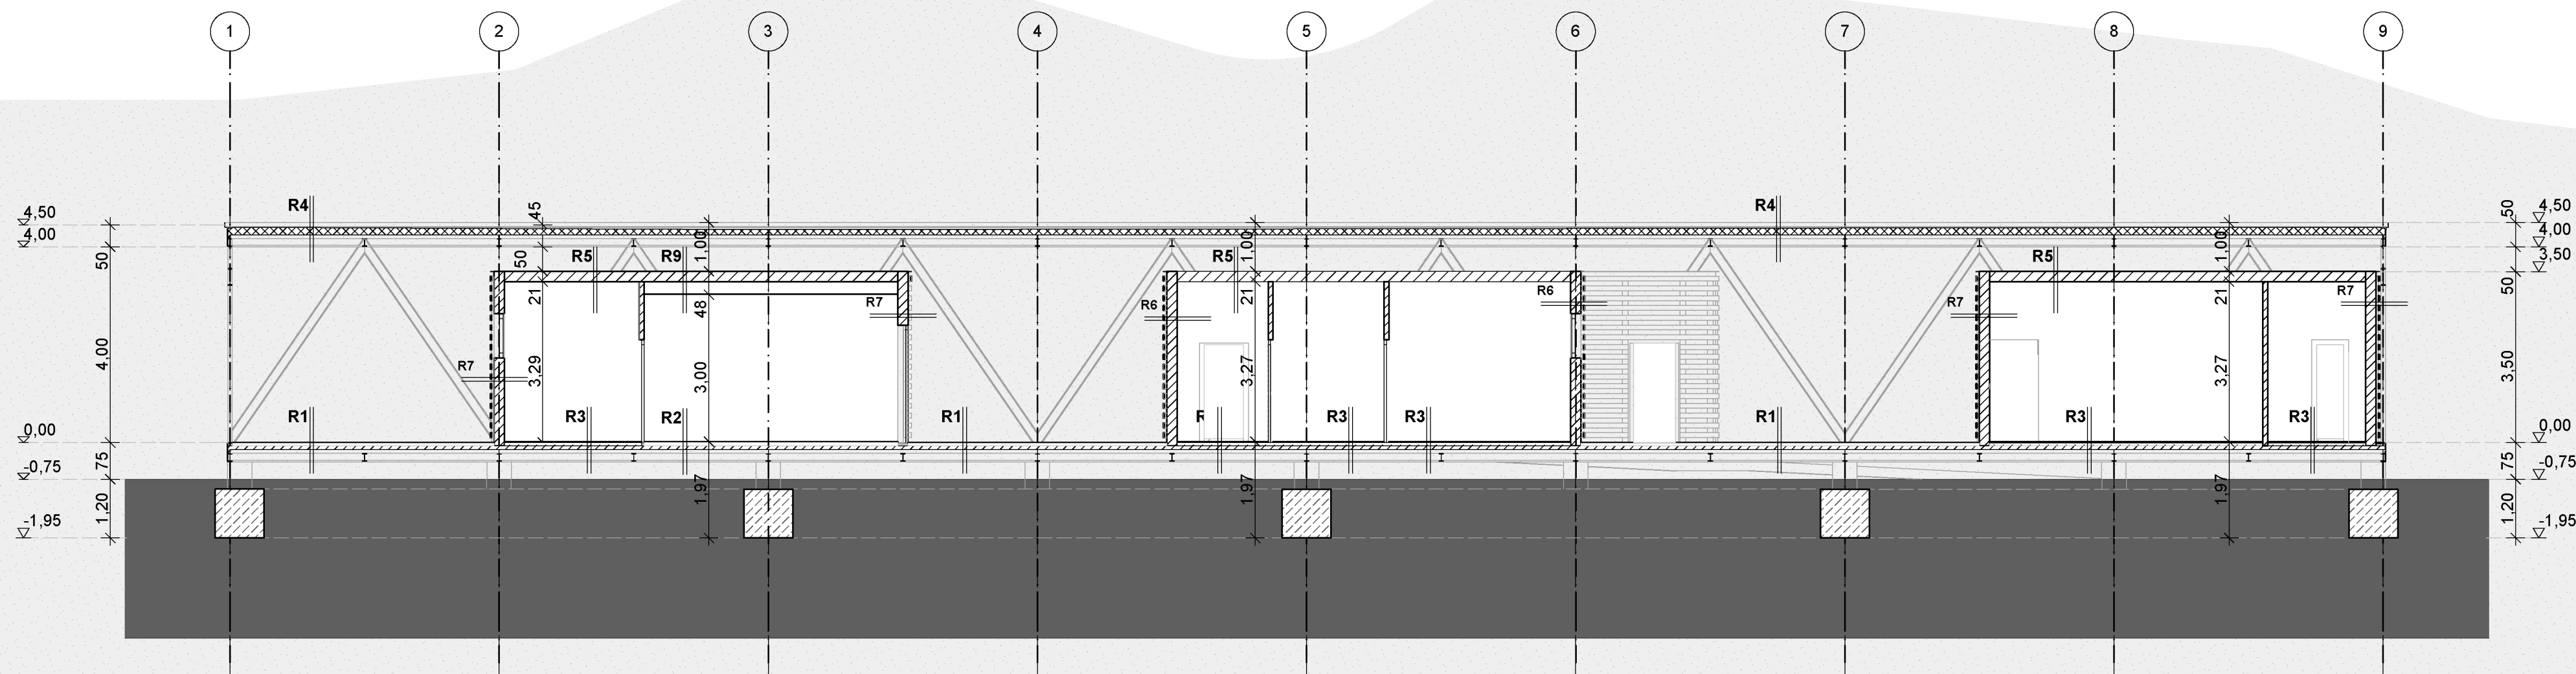 1 2 3 4 5 6 7 8 9
R4 R4
4,50 45 50 4,50
4,00 4,00
50 50 R5 R9 1,00 R5 1,00 R5 1,00 3,50
21 48 R7 R6 21 R6 R7 21 R7 50
4,00 R7 3,29 3,00 3,27 3,27 3,50
R1 R3 R2 R1 R3 R3 R1 R3 R3
0,00 0,00
-0,75 75 75 -0,75
1,97 1,97 1,97
-1,95 1,20 1,20 -1,95